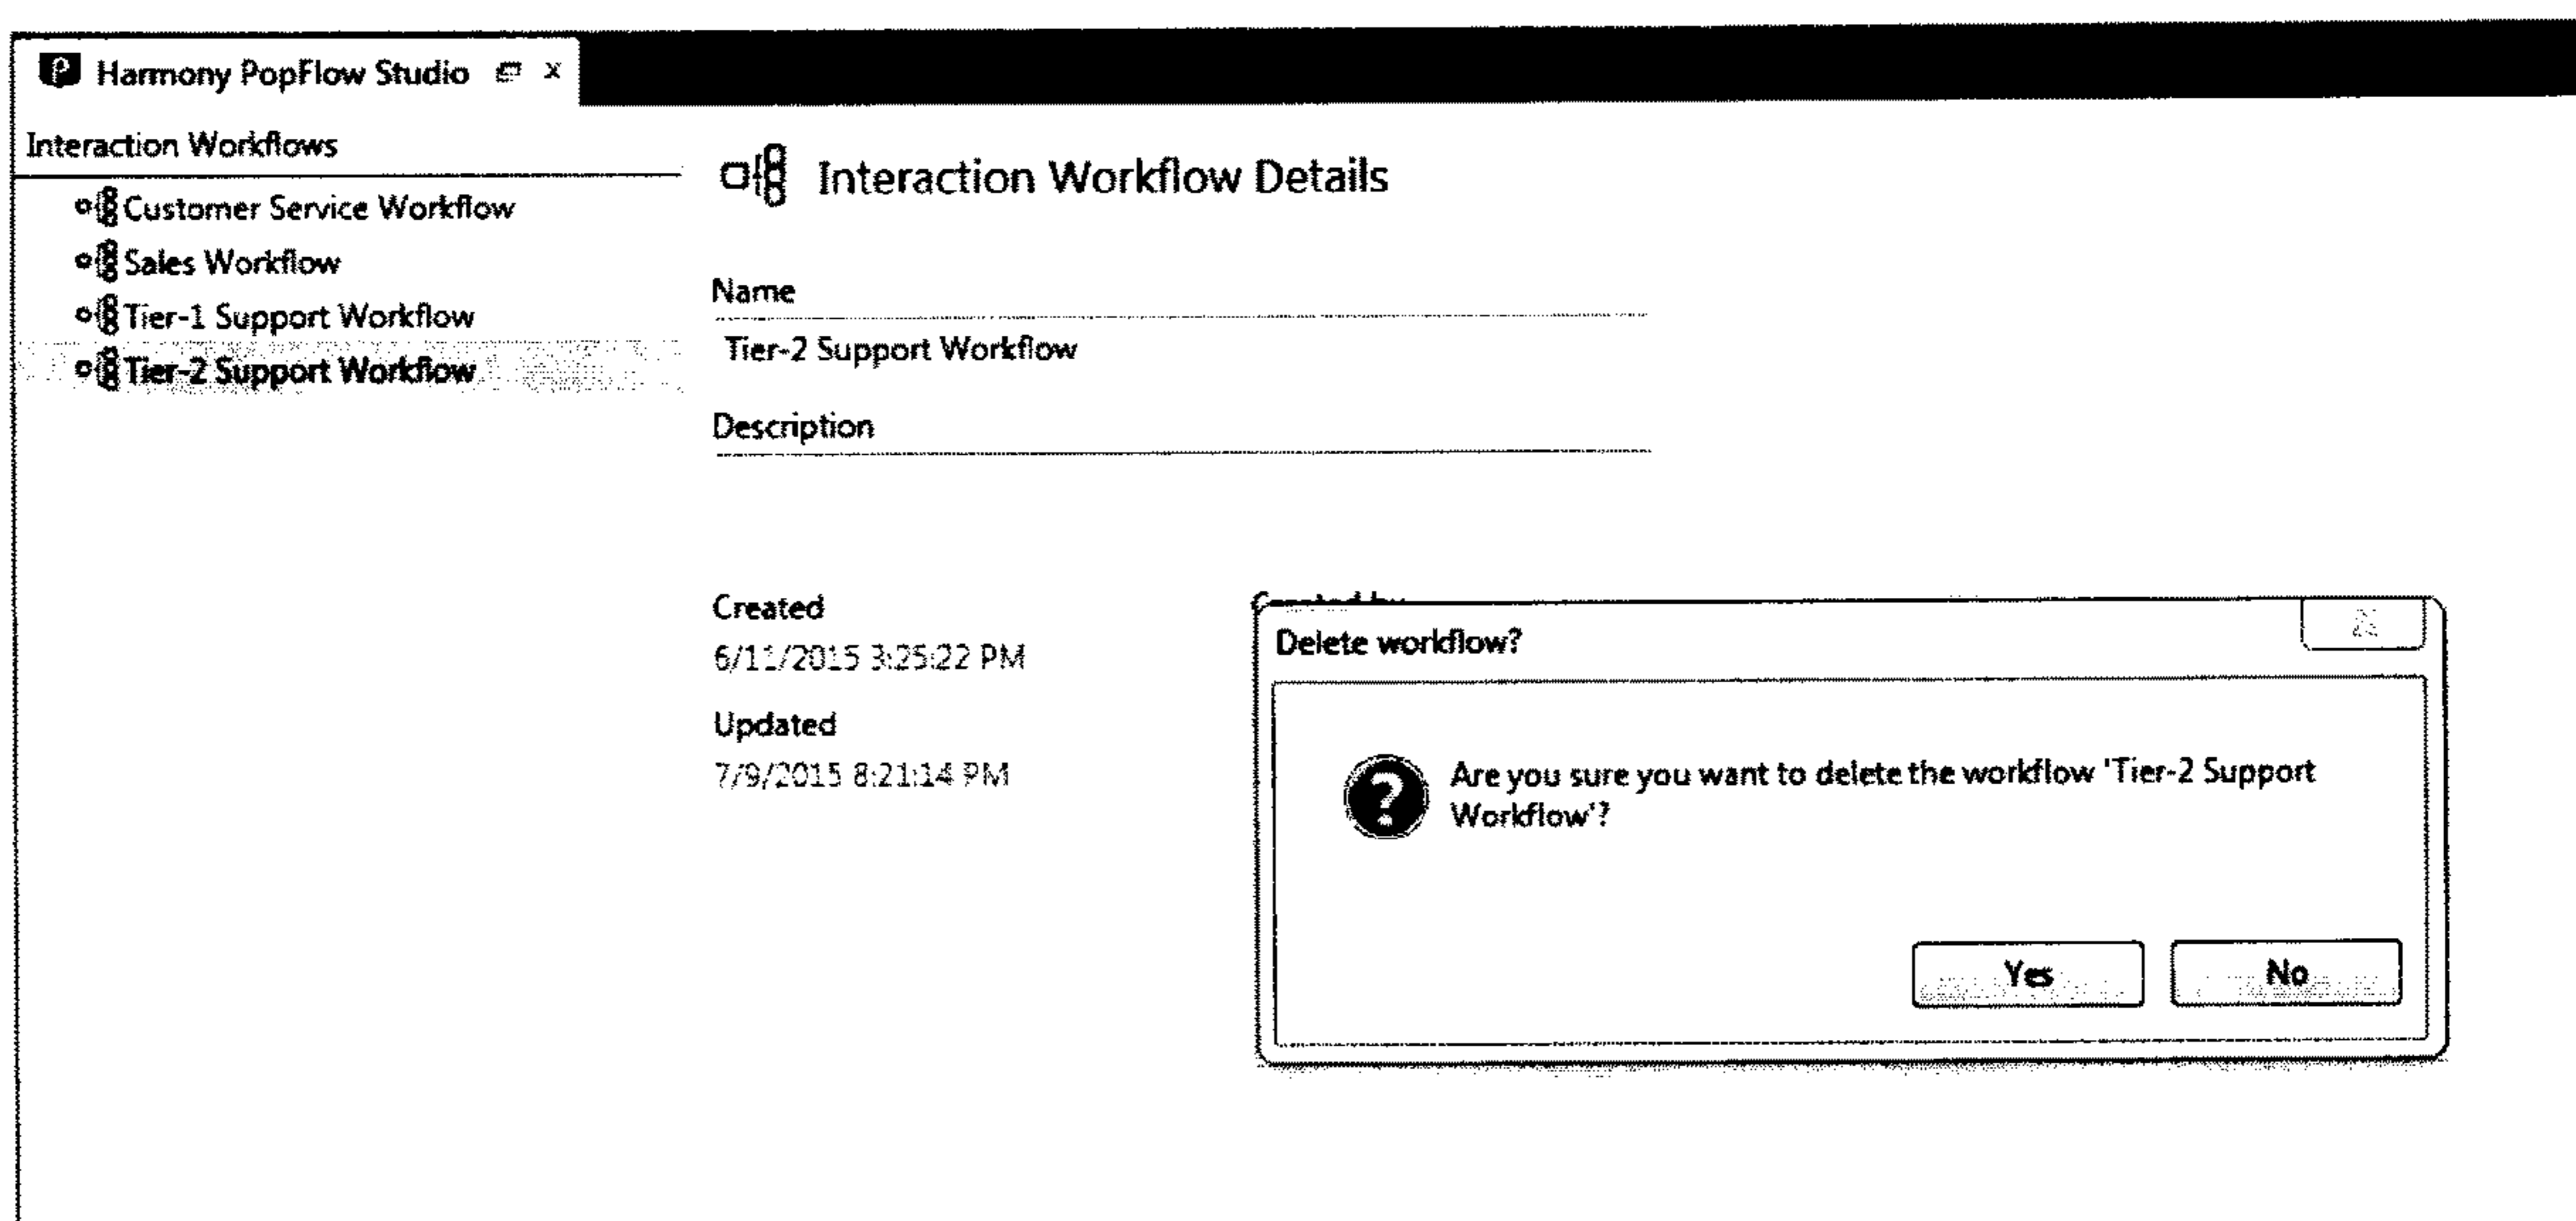 Harmony PopFlow Studio x
Interaction Workflows
Customer Service Workflow
Sales Workflow
Tier-1 Support Workflow
Tier-2 Support Workflow
Interaction Workflow Details
Name
Tier-2 Support Workflow
Description
Created
6/11/2015 3:25:22 PM
Updated
7/9/2015 8:21:14 PM
Created by
Delete workflow?
Are you sure you want to delete the workflow 'Tier-2 Support
Workflow'?
Yes
No